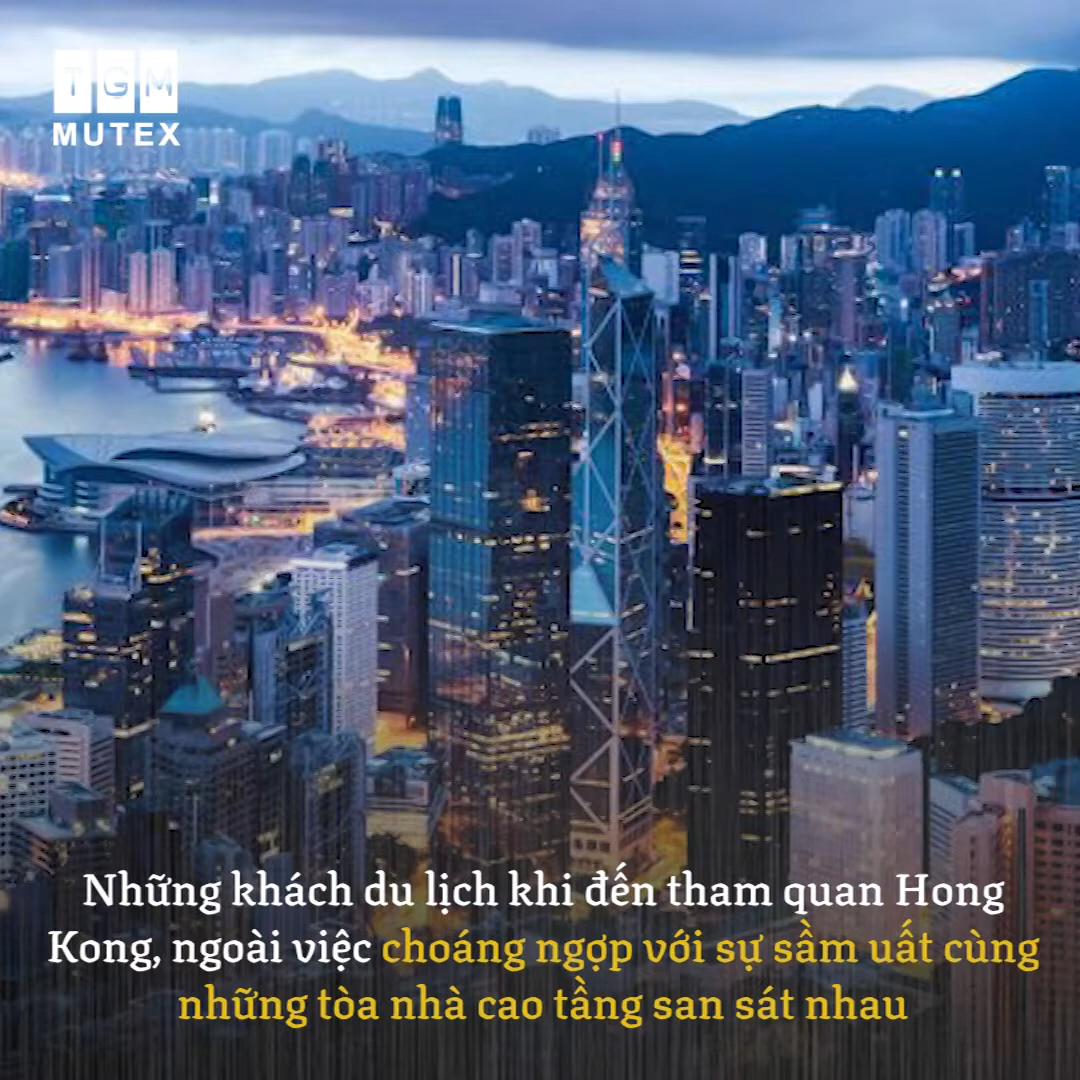 TGM
MUTEX
Những khách du lịch khi đến tham quan Hong
Kong, ngoài việc choáng ngợp với sự sầm uất cùng
những tòa nhà cao tầng san sát nhau